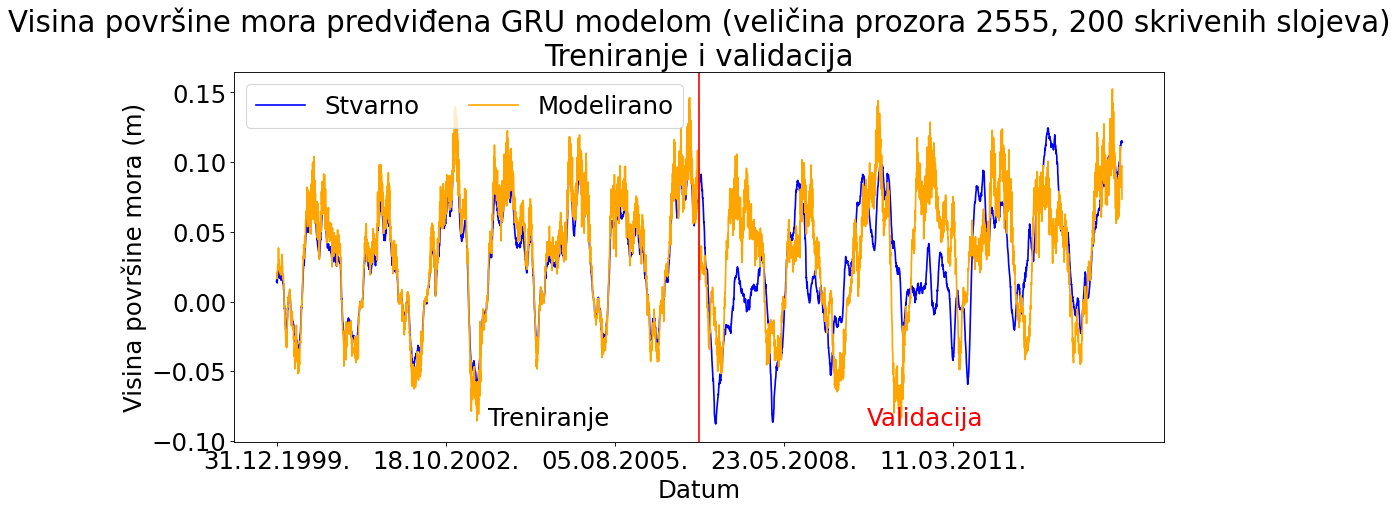 Visina površine mora predviđena GRU modelom (veličina prozora 2555, 200 skrivenih slojeva)
Treniranje i validacija
Stvarno Modelirano
Visina površine mora (m)
0.15
0.10
0.05
0.00
−0.05
−0.10
Treniranje Validacija
31.12.1999. 18.10.2002. 05.08.2005. 23.05.2008. 11.03.2011.
Datum